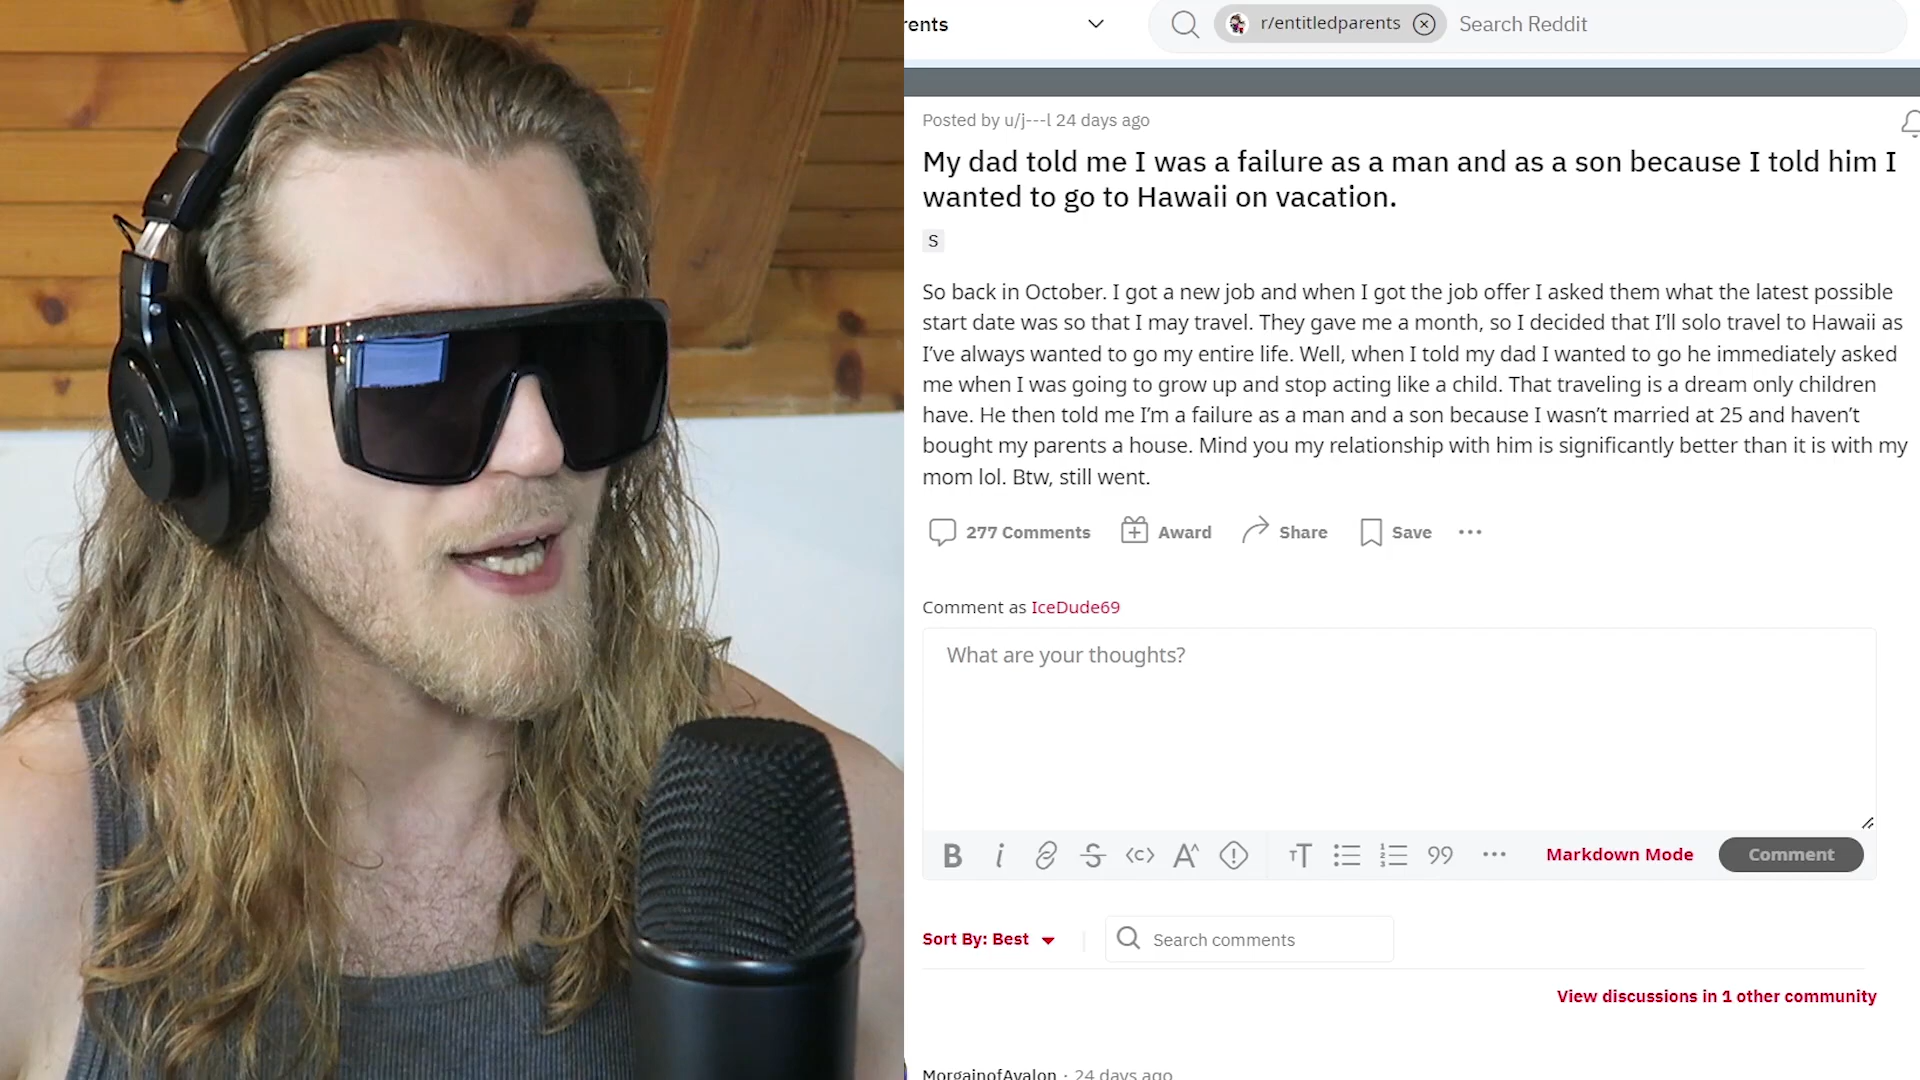 rents
r/entitledparents
Search Reddit
Posted by u/j---l 24 days ago
My dad told me I was a failure as a man and as a son because I told him I
wanted to go to Hawaii on vacation.
S
So back in October. I got a new job and when I got the job offer I asked them what the latest possible
start date was so that I may travel. They gave me a month, so I decided that I’ll solo travel to Hawaii as
I’ve always wanted to go my entire life. Well, when I told my dad I wanted to go he immediately asked
me when I was going to grow up and stop acting like a child. That traveling is a dream only children
have. He then told me I’m a failure as a man and a son because I wasn’t married at 25 and haven’t
bought my parents a house. Mind you my relationship with him is significantly better than it is with my
mom lol. Btw, still went.
277 Comments Award Share Save
Comment as IceDude69
What are your thoughts?
Markdown Mode Comment
Sort By: Best
Search comments
View discussions in 1 other community
MorgainofAvalon · 24 days ago